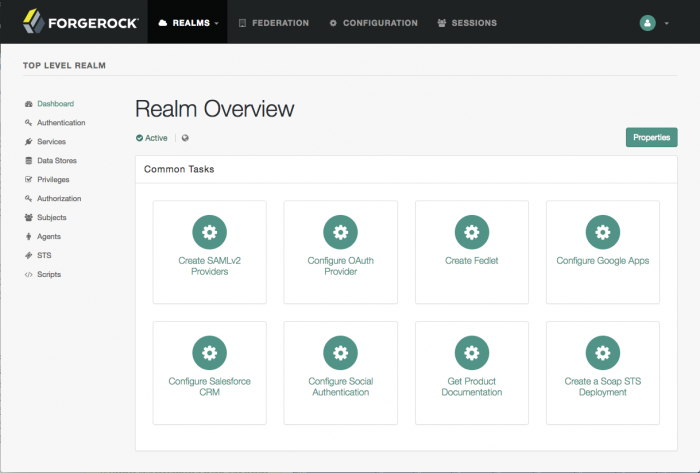 FORGEROCK
REALMS
FEDERATION
CONFIGURATION
SESSIONS
TOP LEVEL REALM
Dashboard
Authentication
Services
Data Stores
Privileges
Authorization
Subjects
Agents
STS
Scripts
Realm Overview
Active
Properties
Common Tasks
Create SAMLv2
Providers
Configure OAuth
Provider
Create Fedlet
Configure Google Apps
Configure Salesforce
CRM
Configure Social
Authentication
Get Product
Documentation
Create a Soap STS
Deployment